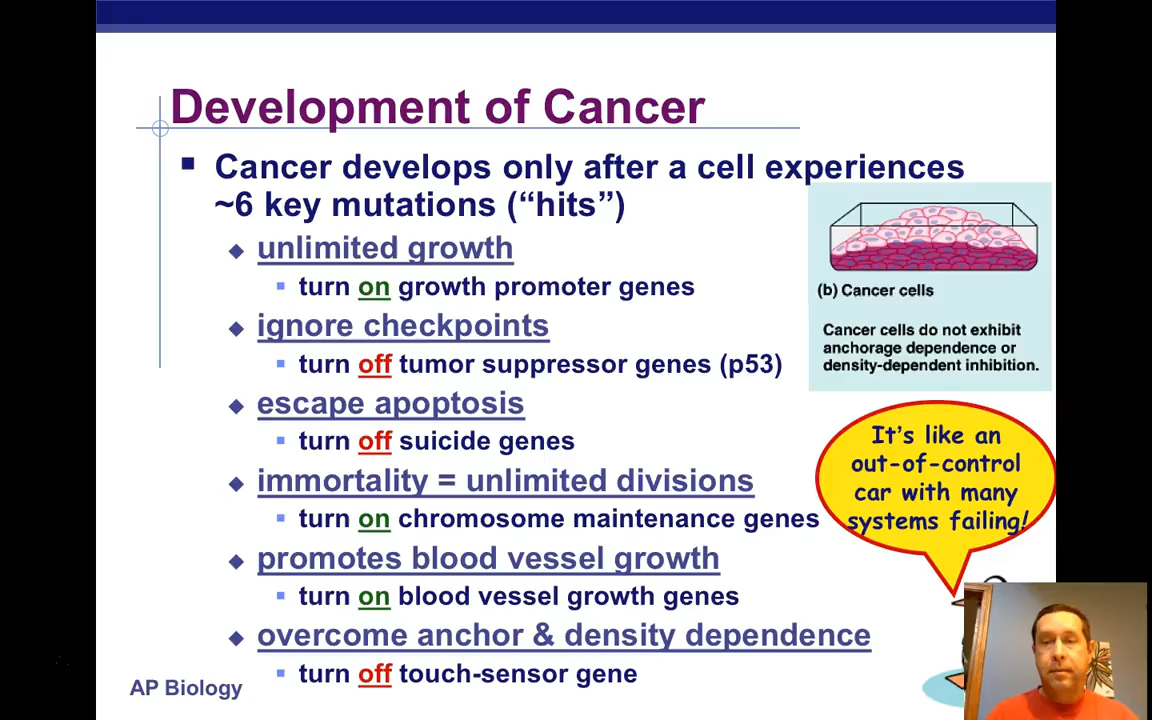 Development of Cancer
▪ Cancer develops only after a cell experiences
~6 key mutations (“hits”)
◆ unlimited growth
▪ turn on growth promoter genes
◆ ignore checkpoints
▪ turn off tumor suppressor genes (p53)
◆ escape apoptosis
▪ turn off suicide genes
◆ immortality = unlimited divisions
▪ turn on chromosome maintenance genes
◆ promotes blood vessel growth
▪ turn on blood vessel growth genes
◆ overcome anchor & density dependence
▪ turn off touch-sensor gene
(b) Cancer cells
Cancer cells do not exhibit
anchorage dependence or
density-dependent inhibition.
It’s like an
out-of-control
car with many
systems failing!
AP Biology